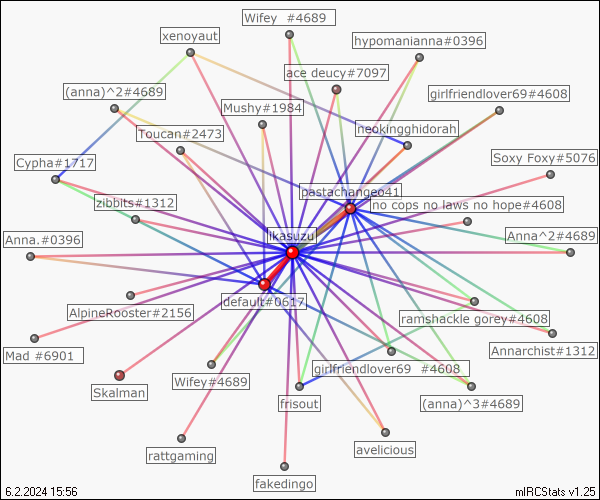 Wifey  #4689
xenoyaut
hypomanianna#0396
ace deucy#7097
(anna)^2#4689
girlfriendlover69#4608
Mushy#1984
Toucan#2473
neokingghidorah
Cypha#1717
Soxy Foxy#5076
pastachangeo41
zibbits#1312
no cops no laws no hope#4608
Anna.#0396
likasuzu
Anna^2#4689
default#0617
AlpineRooster#2156
ramshackle gorey#4608
Mad #6901
Annarchist#1312
girlfriendlover69  #4608
Skalman
Wifey#4689
frisout
(anna)^3#4689
rattgaming
avelicious
fakedingo
6.2.2024 15:56
mIRCStats v1.25